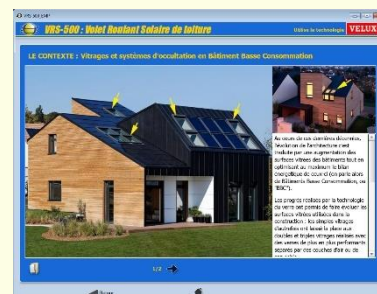 VRS-500 : Volet Roulant Solaire de toiture
Utilise la technologie VELUX
LE CONTEXTE : Vitrages et systèmes d'occultation en Bâtiment Basse Consommation
Au cours de ces dernières décennies,
l'évolution de l'architecture s'est
traduite par une augmentation des
surfaces vitrées des bâtiments tout en
optimisant au maximum le bilan
énergétique de ceux-ci (on parle alors
de Bâtiments Basse Consommation, ou
"BBC").
Les progrès réalisés par la technologie
du verre ont permis de faire évoluer les
surfaces vitrées utilisées dans la
construction : les simples vitrages
d'autrefois ont laissé la place aux
doubles et triples vitrages réalisés avec
des verres de plus en plus performants
séparés par des couches d'air ou de
1/2